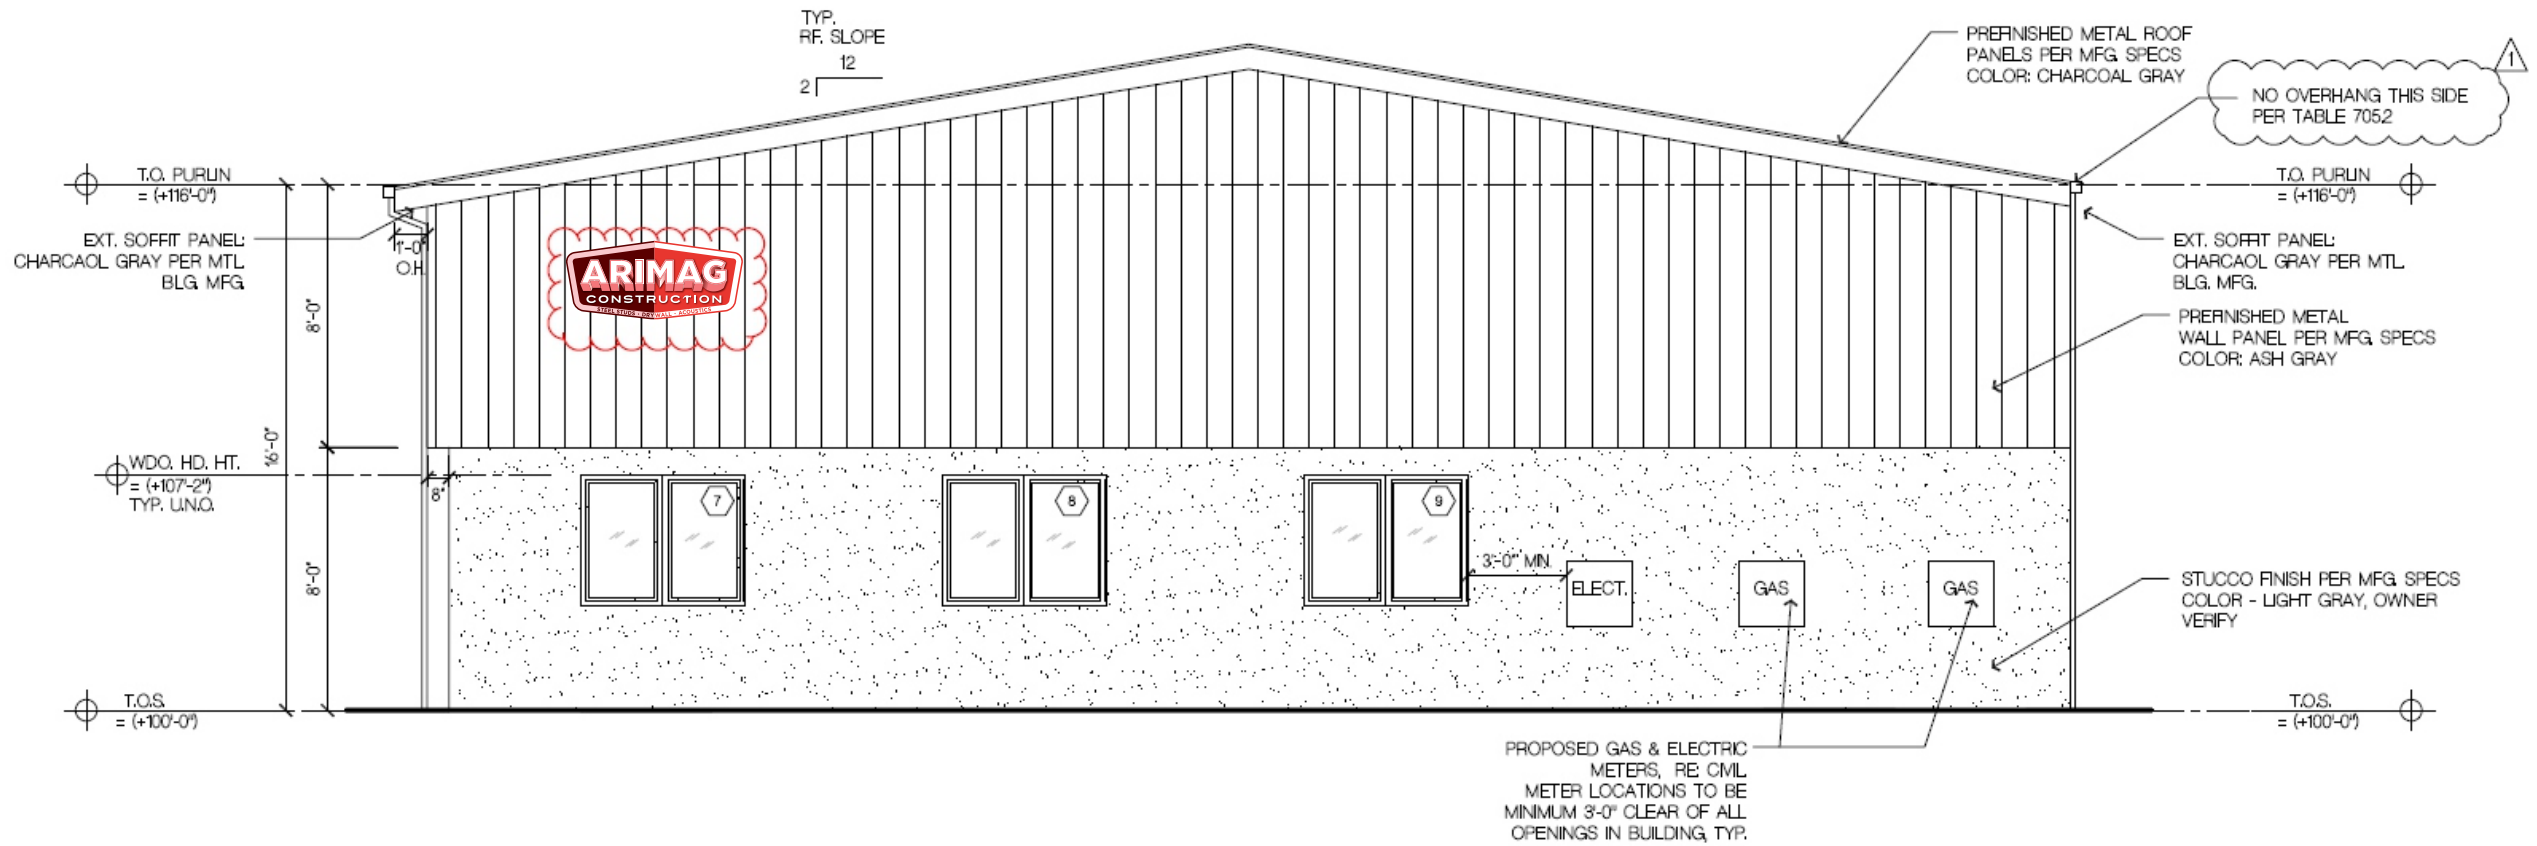 TYP.
RF. SLOPE
12
2
PREFINISHED METAL ROOF
PANELS PER MFG. SPECS
COLOR: CHARCOAL GRAY
1
NO OVERHANG THIS SIDE
PER TABLE 705.2
T.O. PURLIN
= (+116'-0")
T.O. PURLIN
= (+116'-0")
EXT. SOFFIT PANEL:
CHARCAOL GRAY PER MTL.
BLG. MFG.
1'-0"
O.H.
ARIMAG
CONSTRUCTION
STEEL STUDS - DRYWALL - ACOUSTICS
EXT. SOFFIT PANEL:
CHARCAOL GRAY PER MTL.
BLG. MFG.
8'-0"
PREFINISHED METAL
WALL PANEL PER MFG. SPECS
COLOR: ASH GRAY
16'-0"
WDO. HD. HT.
= (+107'-2")
TYP. U.N.O.
8"
7
8
9
3'-0" MIN.
8'-0"
ELECT.
GAS
GAS
STUCCO FINISH PER MFG. SPECS
COLOR - LIGHT GRAY, OWNER
VERIFY
T.O.S.
= (+100'-0")
T.O.S.
= (+100'-0")
PROPOSED GAS & ELECTRIC
METERS, RE: CIVIL
METER LOCATIONS TO BE
MINIMUM 3'-0" CLEAR OF ALL
OPENINGS IN BUILDING, TYP.